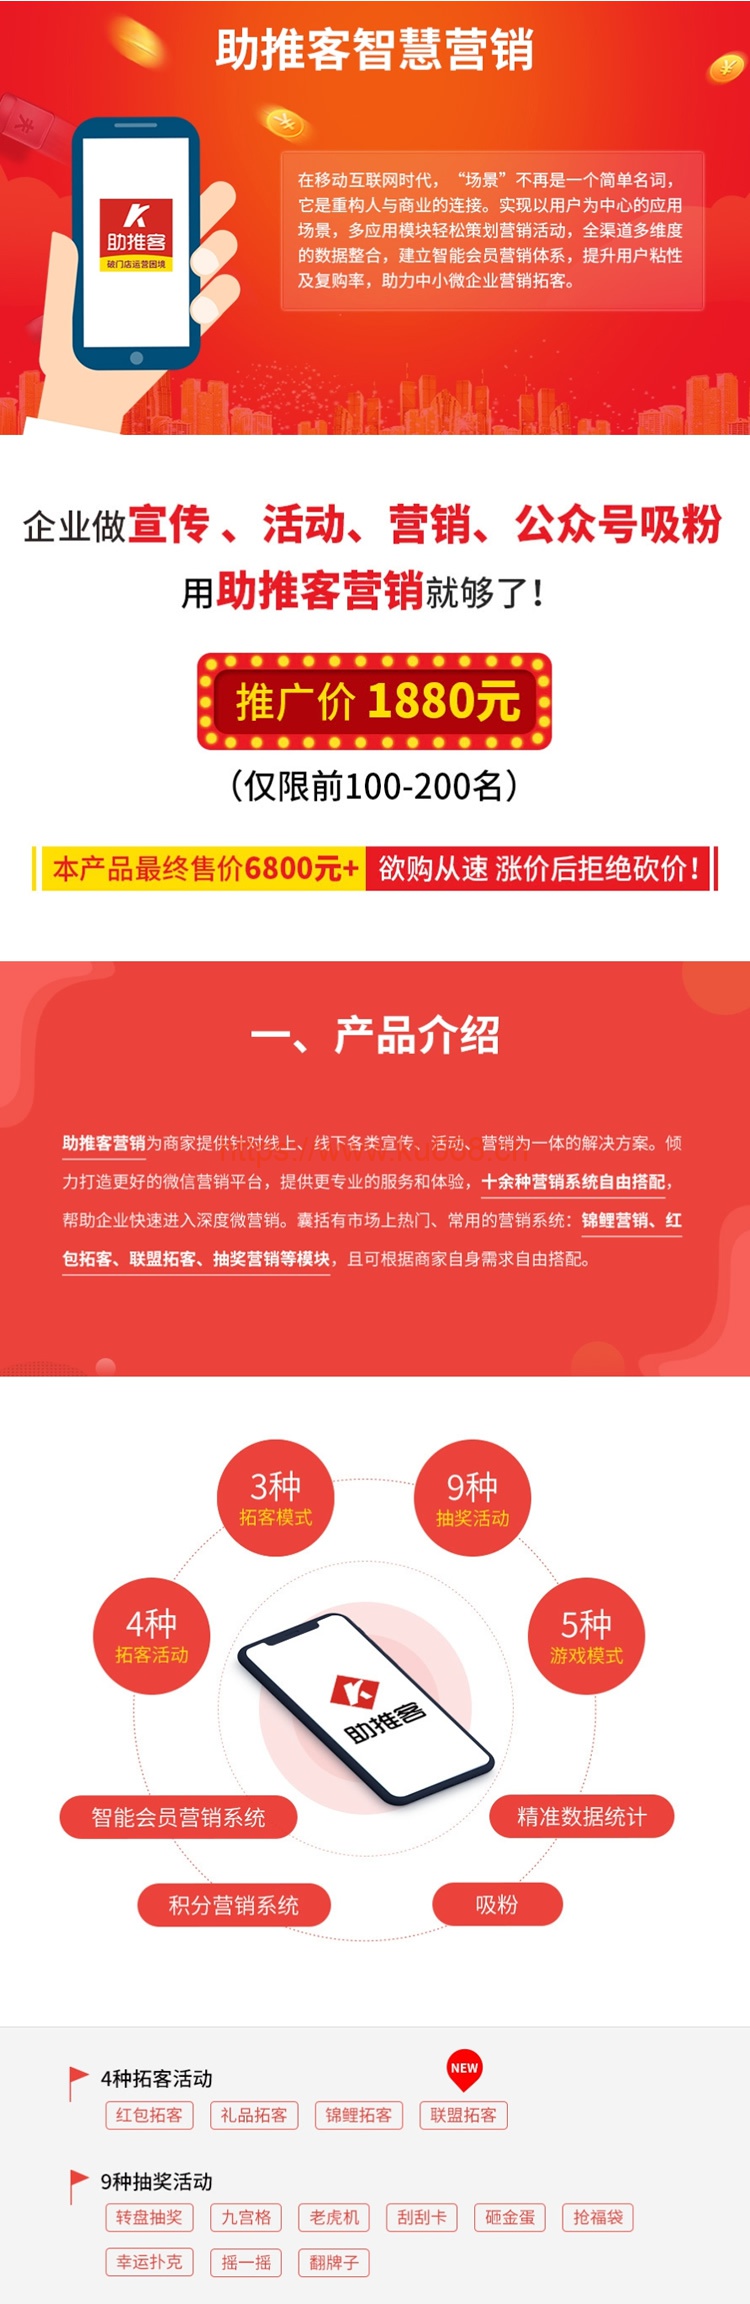 助推客智慧营销
在移动互联网时代，“场景”不再是一个简单名词，
它是重构人与商业的连接。实现以用户为中心的应用
场景，多应用模块轻松策划营销活动，全渠道多维度
的数据整合，建立智能会员营销体系，提升用户粘性
及复购率，助力中小微企业营销拓客。
助推客
破门店运营困境
企业做宣传、活动、营销、公众号吸粉
用助推客营销就够了！
推广价 1880元
（仅限前100-200名）
本产品最终售价6800元+ 欲购从速 涨价后拒绝砍价！
一、产品介绍
助推客营销为商家提供针对线上、线下各类宣传、活动、营销为一体的解决方案。倾
力打造更好的微信营销平台，提供更专业的服务和体验，十余种营销系统自由搭配，
帮助企业快速进入深度微营销。囊括有市场上热门、常用的营销系统：锦鲤营销、红
包拓客、联盟拓客、抽奖营销等模块，且可根据商家自身需求自由搭配。
3种
拓客模式
9种
抽奖活动
4种
拓客活动
5种
游戏模式
助推客
智能会员营销系统
精准数据统计
积分营销系统
吸粉
4种拓客活动
NEW
红包拓客 礼品拓客 锦鲤拓客 联盟拓客
9种抽奖活动
转盘抽奖 九宫格 老虎机 刮刮卡 砸金蛋 抢福袋
幸运扑克 摇一摇 翻牌子